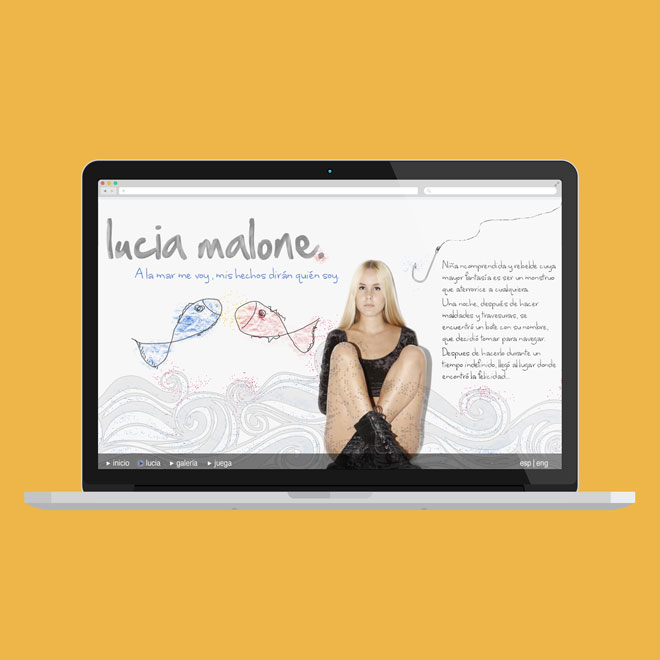 lucia malone.
A la mar me voy, mis hechos dirán quién soy.
Niña ncomprendida y rebelde cuya
mayor fantasía es ser un monstruo
que aterrorice a cualquiera.
Una noche, después de hacer
maldades y travesuras, se
encuentró un bote con su nombre,
que decidió tomar para navegar.
Despues de hacerlo durante un
tiempo indefinido, llegó al lugar donde
encontró la felicidad...
inicio lucia galería juega
esp | eng